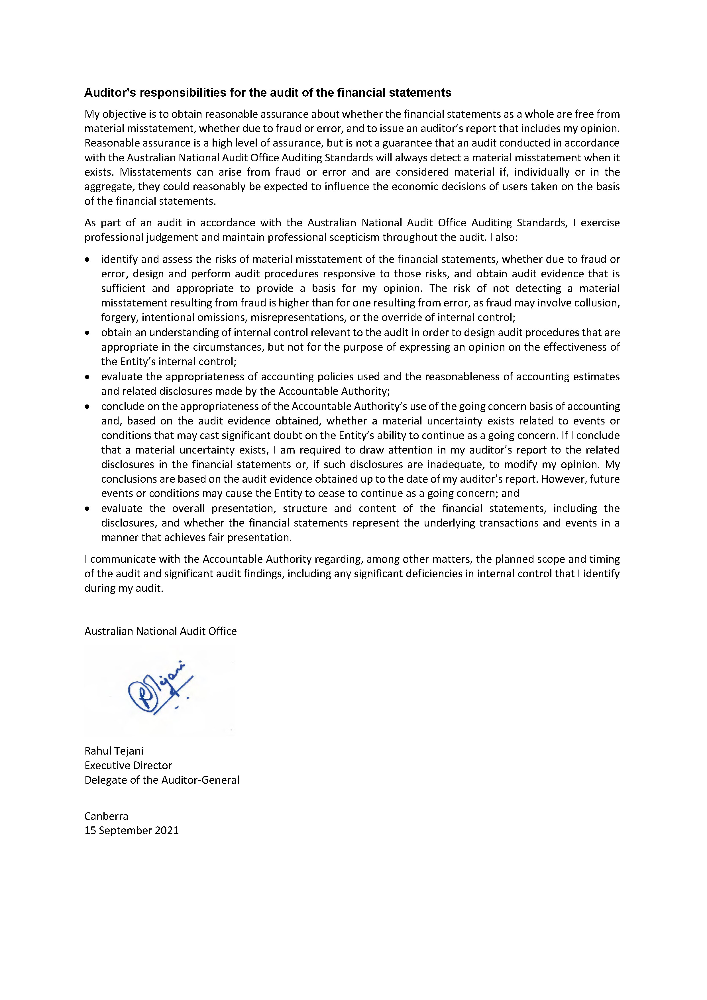 Auditor’s responsibilities for the audit of the financial statements
My objective is to obtain reasonable assurance about whether the financial statements as a whole are free from
material misstatement, whether due to fraud or error, and to issue an auditor’s report that includes my opinion.
Reasonable assurance is a high level of assurance, but is not a guarantee that an audit conducted in accordance
with the Australian National Audit Office Auditing Standards will always detect a material misstatement when it
exists. Misstatements can arise from fraud or error and are considered material if, individually or in the
aggregate, they could reasonably be expected to influence the economic decisions of users taken on the basis
of the financial statements.
As part of an audit in accordance with the Australian National Audit Office Auditing Standards, I exercise
professional judgement and maintain professional scepticism throughout the audit. I also:
• identify and assess the risks of material misstatement of the financial statements, whether due to fraud or
error, design and perform audit procedures responsive to those risks, and obtain audit evidence that is
sufficient and appropriate to provide a basis for my opinion. The risk of not detecting a material
misstatement resulting from fraud is higher than for one resulting from error, as fraud may involve collusion,
forgery, intentional omissions, misrepresentations, or the override of internal control;
• obtain an understanding of internal control relevant to the audit in order to design audit procedures that are
appropriate in the circumstances, but not for the purpose of expressing an opinion on the effectiveness of
the Entity’s internal control;
• evaluate the appropriateness of accounting policies used and the reasonableness of accounting estimates
and related disclosures made by the Accountable Authority;
• conclude on the appropriateness of the Accountable Authority’s use of the going concern basis of accounting
and, based on the audit evidence obtained, whether a material uncertainty exists related to events or
conditions that may cast significant doubt on the Entity’s ability to continue as a going concern. If I conclude
that a material uncertainty exists, I am required to draw attention in my auditor’s report to the related
disclosures in the financial statements or, if such disclosures are inadequate, to modify my opinion. My
conclusions are based on the audit evidence obtained up to the date of my auditor’s report. However, future
events or conditions may cause the Entity to cease to continue as a going concern; and
• evaluate the overall presentation, structure and content of the financial statements, including the
disclosures, and whether the financial statements represent the underlying transactions and events in a
manner that achieves fair presentation.
I communicate with the Accountable Authority regarding, among other matters, the planned scope and timing
of the audit and significant audit findings, including any significant deficiencies in internal control that I identify
during my audit.
Australian National Audit Office
RTejani
Rahul Tejani
Executive Director
Delegate of the Auditor-General
Canberra
15 September 2021